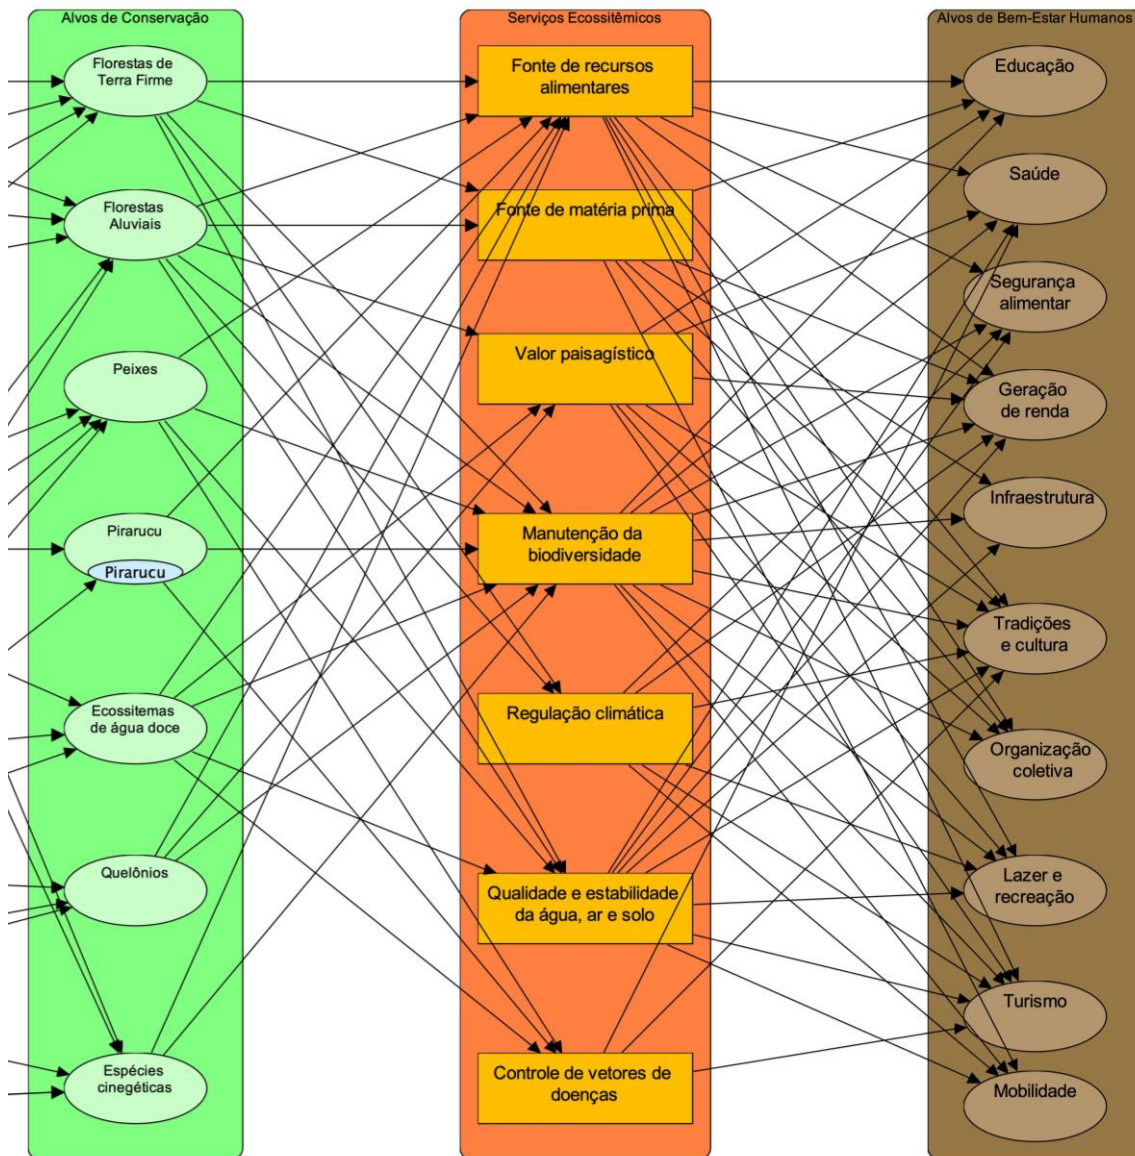 Alvos de Conservação
Florestas de
Terra Firme
Florestas
Aluviais
Peixes
Pirarucu
Pirarucu
Ecossitemas
de água doce
Quelônios
Espécies
cinegéticas
Serviços Ecossitêmicos
Fonte de recursos
alimentares
Fonte de matéria prima
Valor paisagístico
Manutenção da
biodiversidade
Regulação climática
Qualidade e estabilidade
da água, ar e solo
Controle de vetores de
doenças
Alvos de Bem-Estar Humanos
Educação
Saúde
Segurança
alimentar
Geração
de renda
Infraestrutura
Tradições
e cultura
Organização
coletiva
Lazer e
recreação
Turismo
Mobilidade